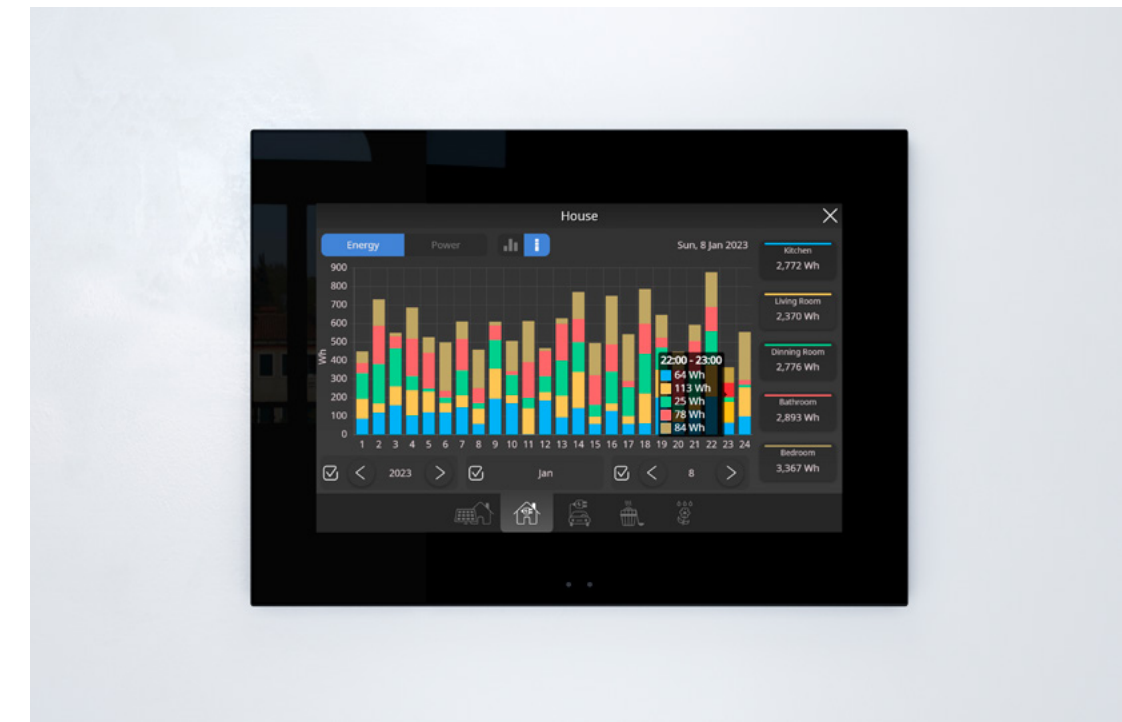 House
Energy
Power
Sun, 8 Jan 2023
Kitchen
2,772 Wh
Living Room
2,370 Wh
Dinning Room
2,776 Wh
Bathroom
2,893 Wh
Bedroom
3,367 Wh
Wh
900
800
700
600
500
400
300
200
100
0
22:00 - 23:00
64 Wh
113 Wh
25 Wh
78 Wh
84 Wh
1 2 3 4 5 6 7 8 9 10 11 12 13 14 15 16 17 18 19 20 21 22 23 24
2023
Jan
8